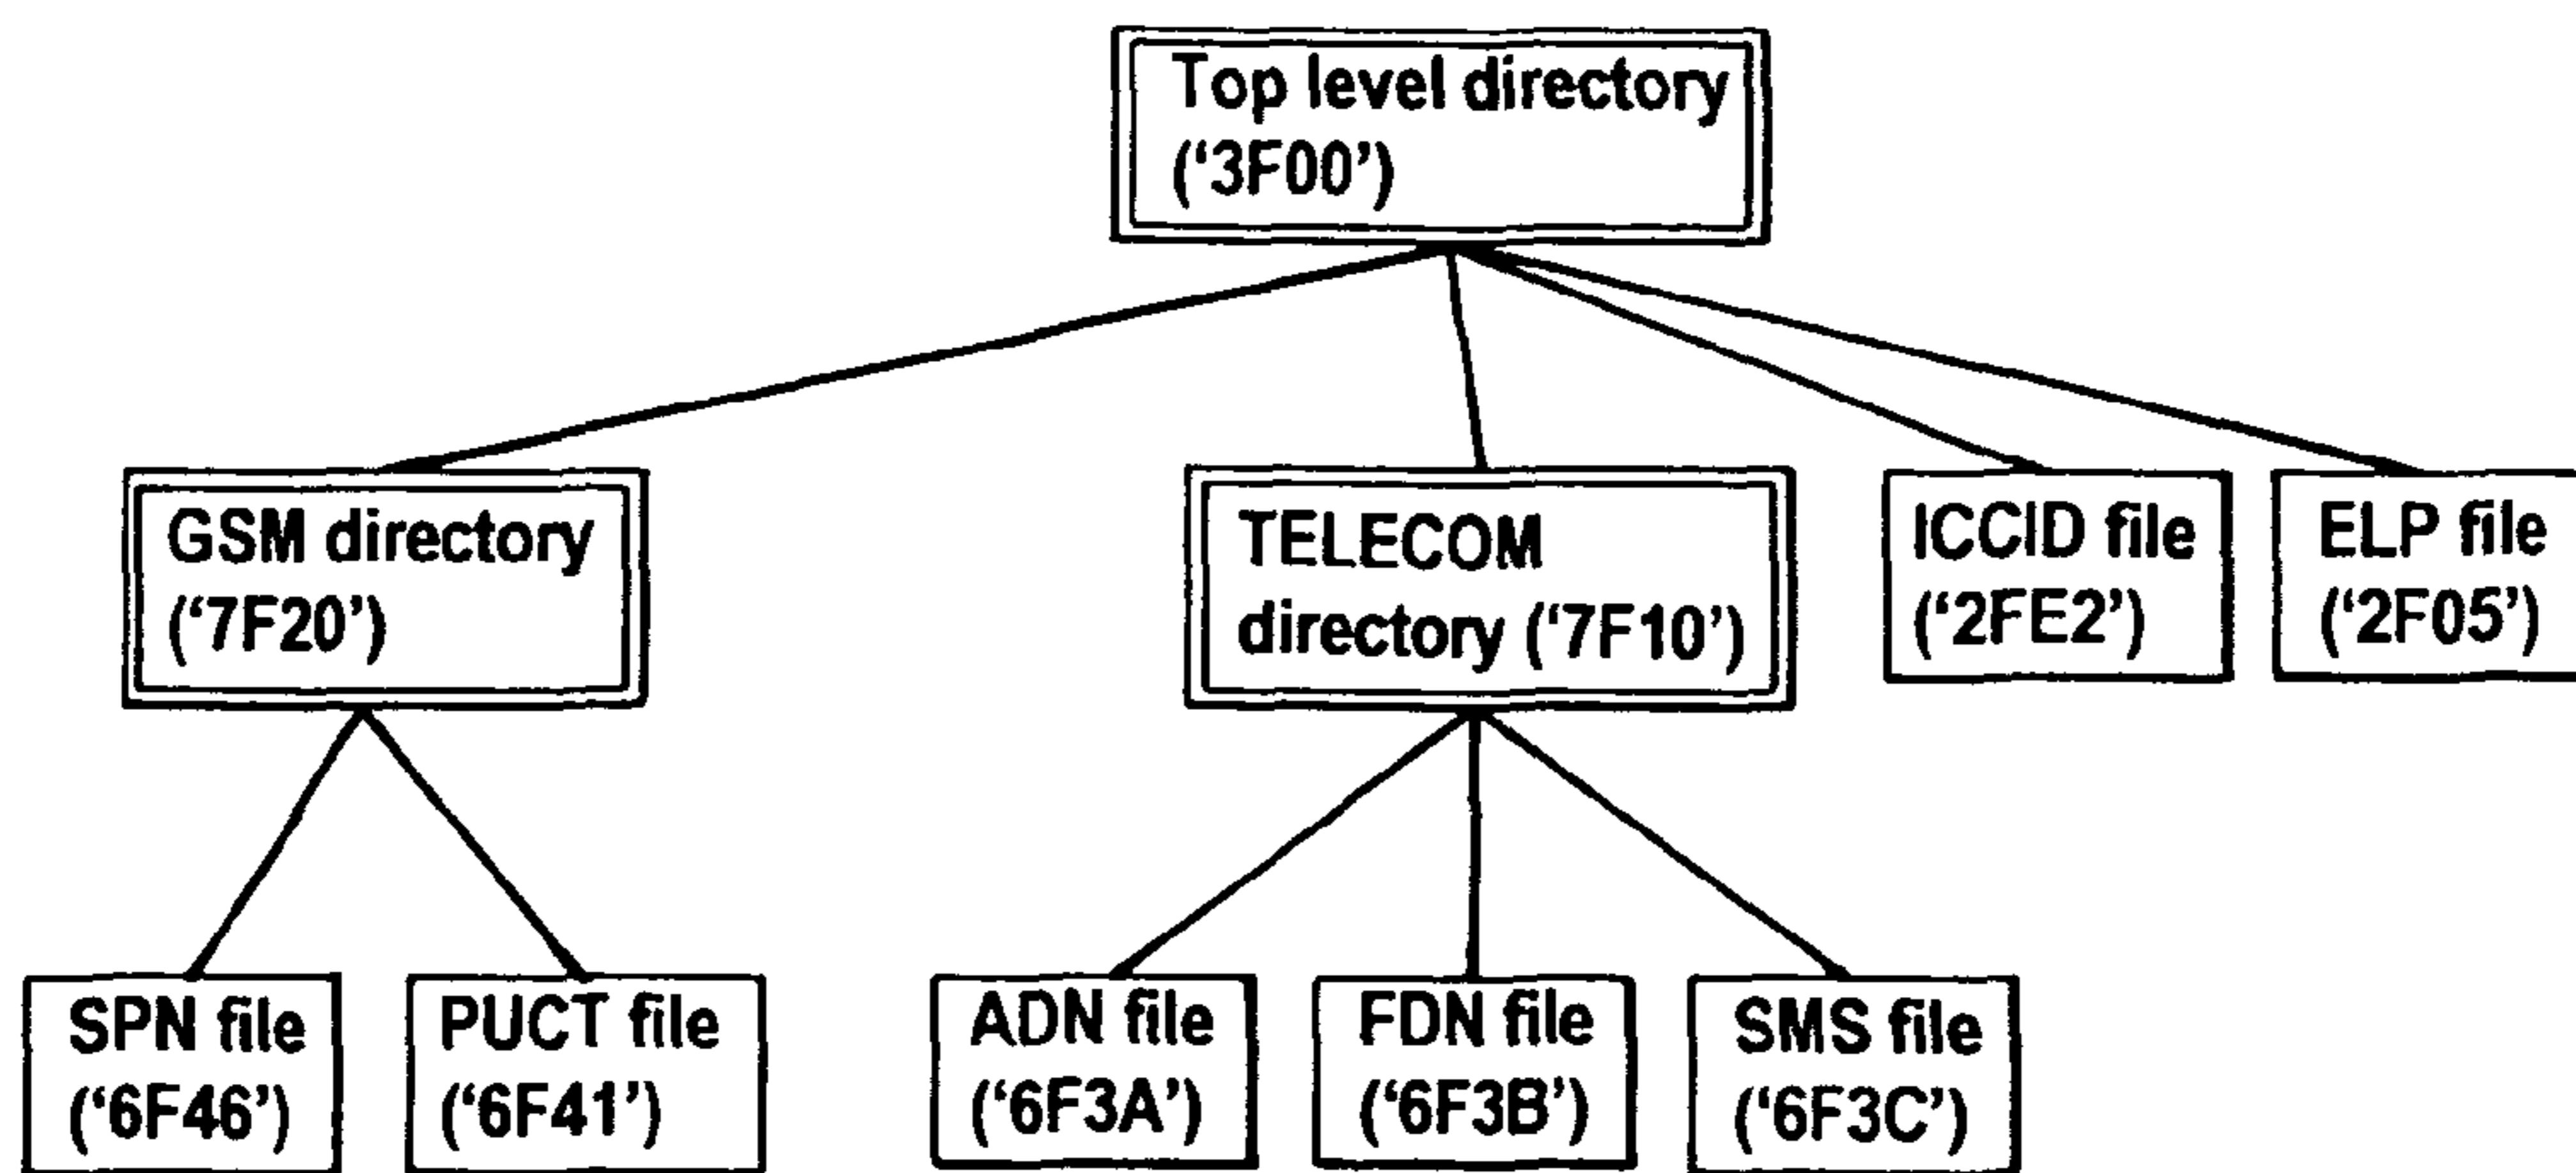 Top level directory
(‘3F00’)
GSM directory
(‘7F20’)
TELECOM
directory (‘7F10’)
ICCID file
(‘2FE2’)
ELP file
(‘2F05’)
SPN file
(‘6F46’)
PUCT file
(‘6F41’)
ADN file
(‘6F3A’)
FDN file
(‘6F3B’)
SMS file
(‘6F3C’)